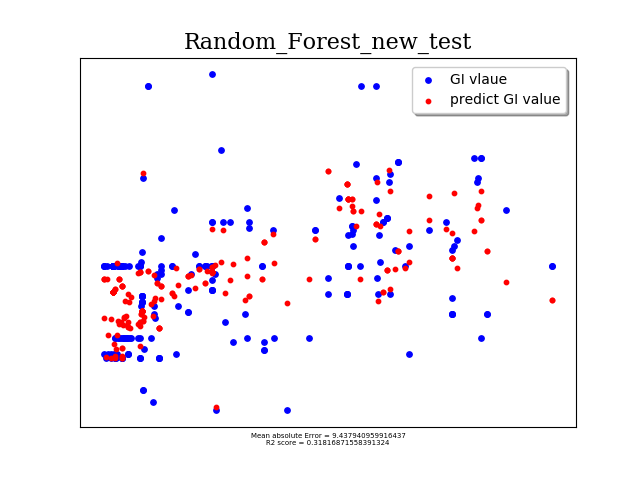 Random_Forest_new_test
GI vlaue
predict GI value
Mean absolute Error = 9.437940959916437
R2 score = 0.31816871558391324